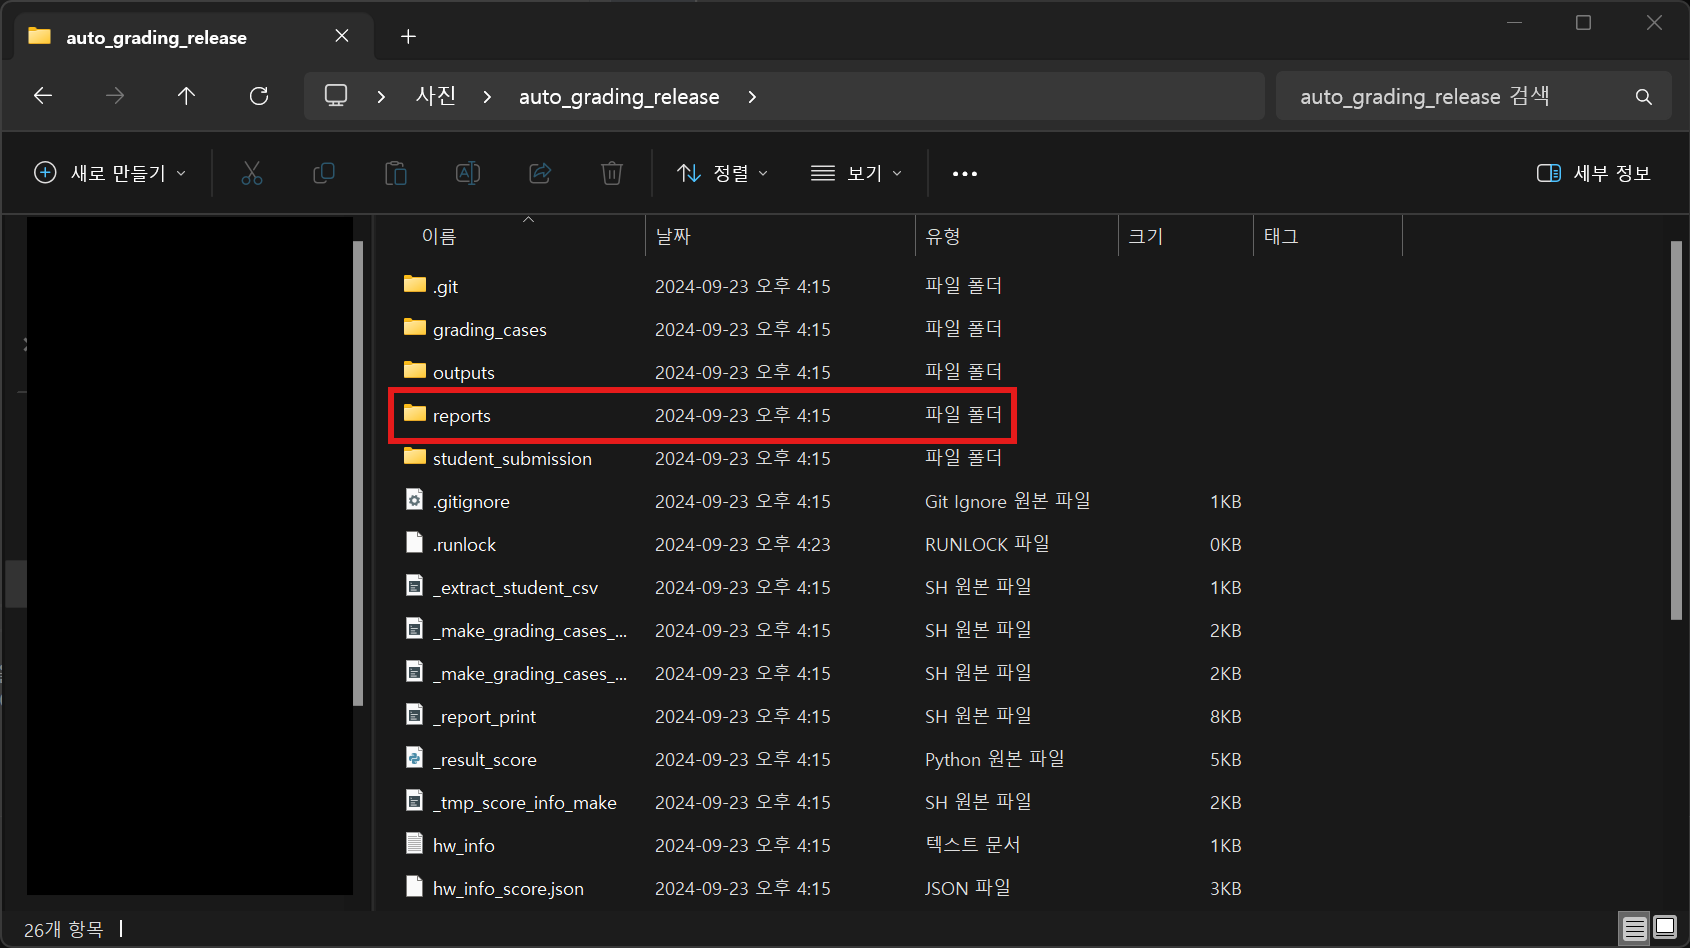 auto_grading_release
사진 auto_grading_release
auto_grading_release 검색
새로 만들기
정렬
보기
세부 정보
이름 날짜 유형 크기 태그
.git 2024-09-23 오후 4:15 파일 폴더
grading_cases 2024-09-23 오후 4:15 파일 폴더
outputs 2024-09-23 오후 4:15 파일 폴더
reports 2024-09-23 오후 4:15 파일 폴더
student_submission 2024-09-23 오후 4:15 파일 폴더
.gitignore 2024-09-23 오후 4:15 Git Ignore 원본 파일 1KB
.runlock 2024-09-23 오후 4:23 RUNLOCK 파일 0KB
_extract_student_csv 2024-09-23 오후 4:15 SH 원본 파일 1KB
_make_grading_cases_... 2024-09-23 오후 4:15 SH 원본 파일 2KB
_make_grading_cases_... 2024-09-23 오후 4:15 SH 원본 파일 2KB
_report_print 2024-09-23 오후 4:15 SH 원본 파일 8KB
_result_score 2024-09-23 오후 4:15 Python 원본 파일 5KB
_tmp_score_info_make 2024-09-23 오후 4:15 SH 원본 파일 2KB
hw_info 2024-09-23 오후 4:15 텍스트 문서 1KB
hw_info_score.json 2024-09-23 오후 4:15 JSON 파일 3KB
26개 항목